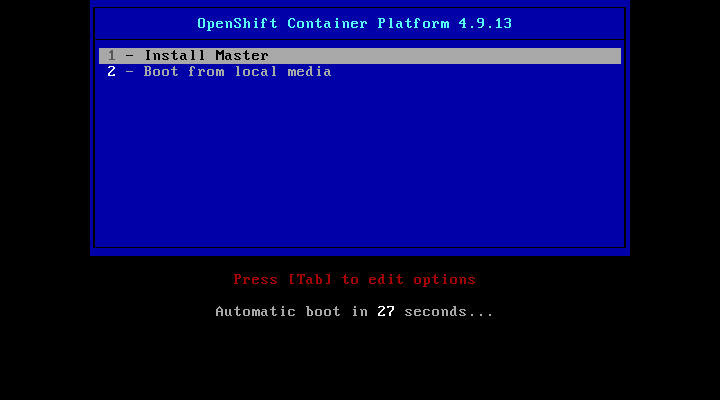 OpenShift Container Platform 4.9.13
1 - Install Master
2 - Boot from local media
Press [Tab] to edit options
Automatic boot in 27 seconds...